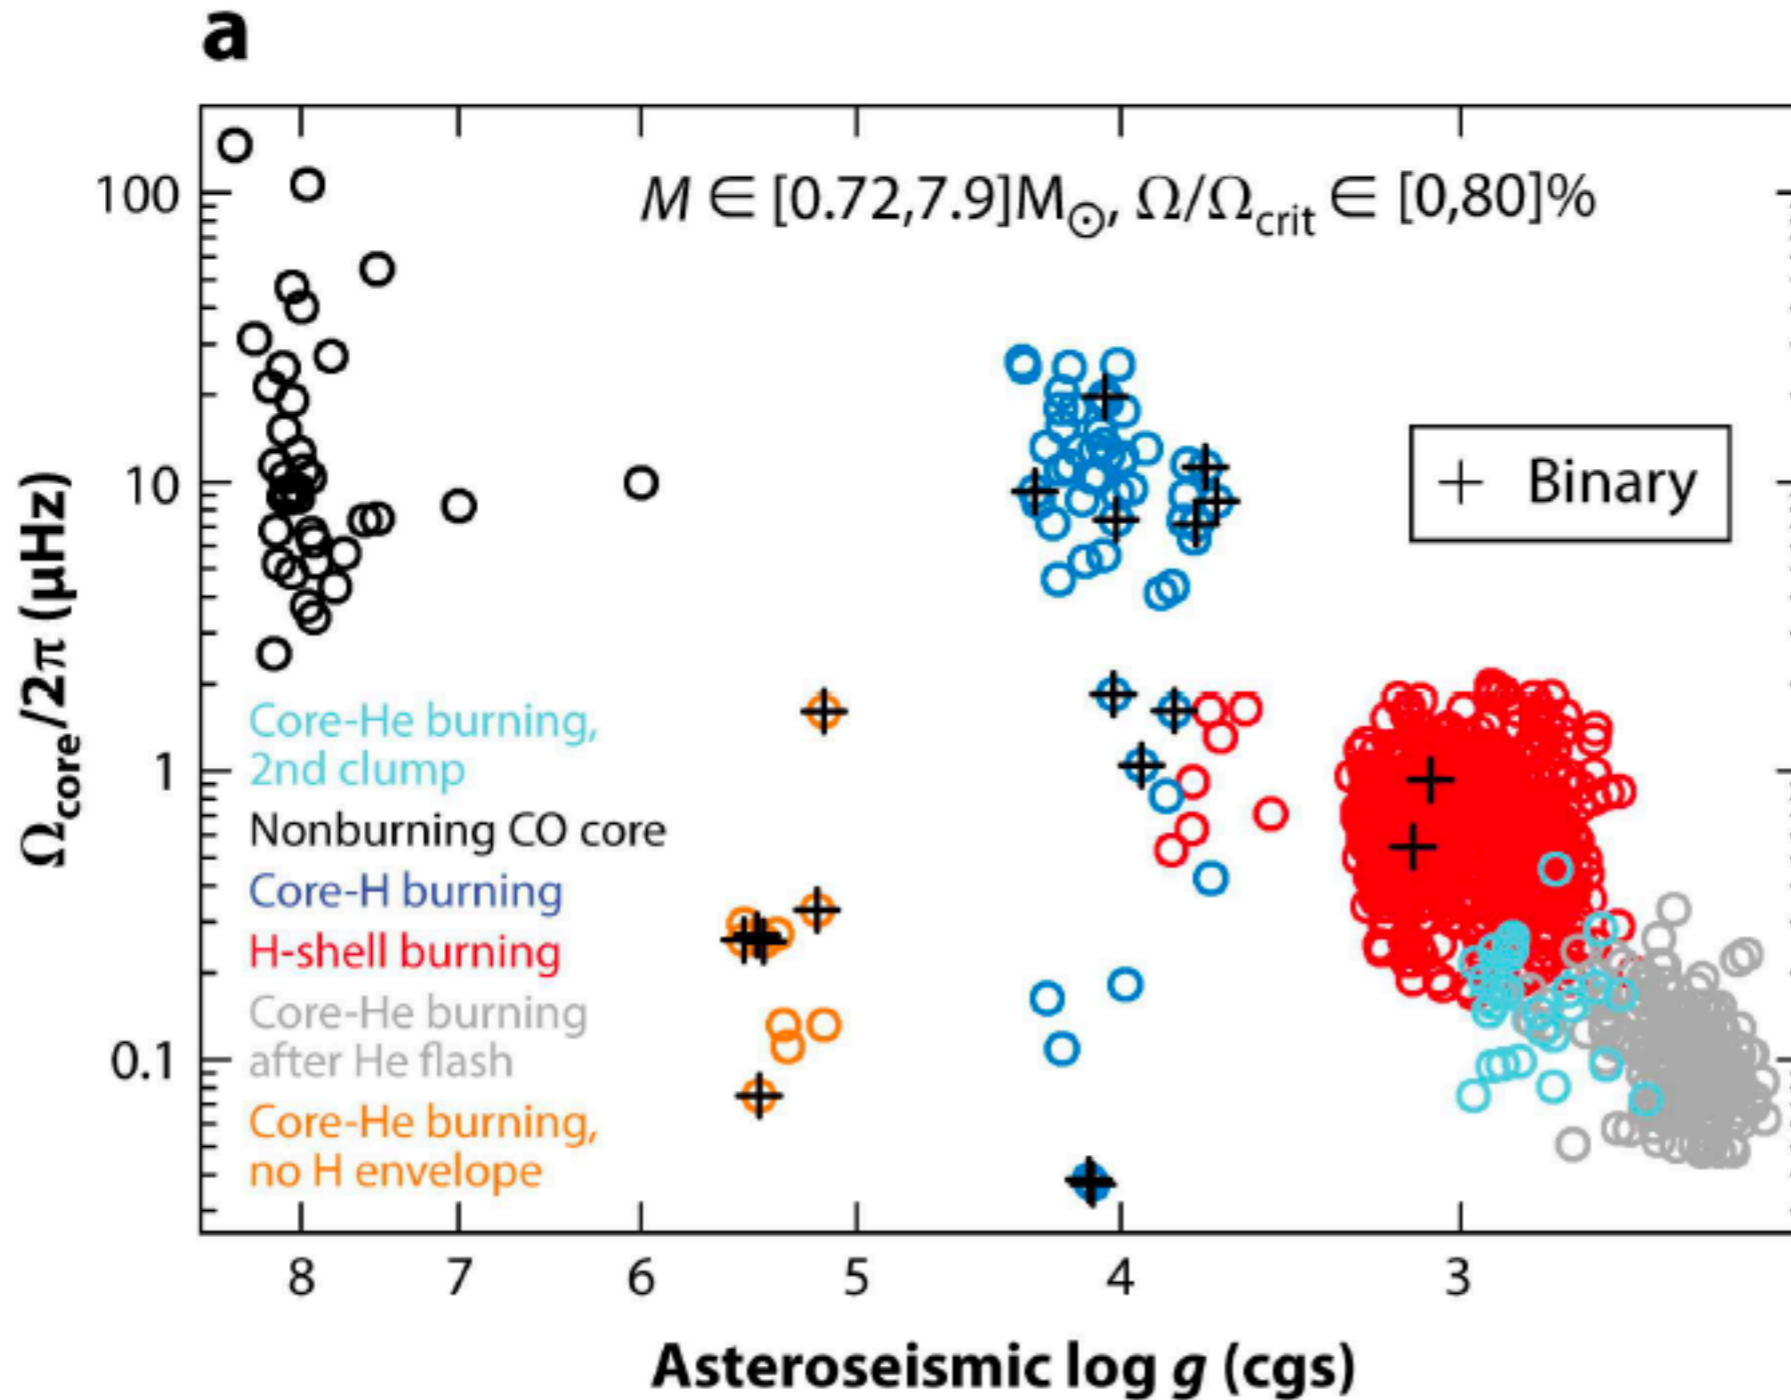 a
M ∈ [0.72,7.9]M☉, Ω/Ωcrit ∈ [0,80]%
100
10
1
0.1
Ωcore/2π (μHz)
Binary
Core-He burning,
2nd clump
Nonburning CO core
Core-H burning
H-shell burning
Core-He burning
after He flash
Core-He burning,
no H envelope
8 7 6 5 4 3
Asteroseismic log g (cgs)